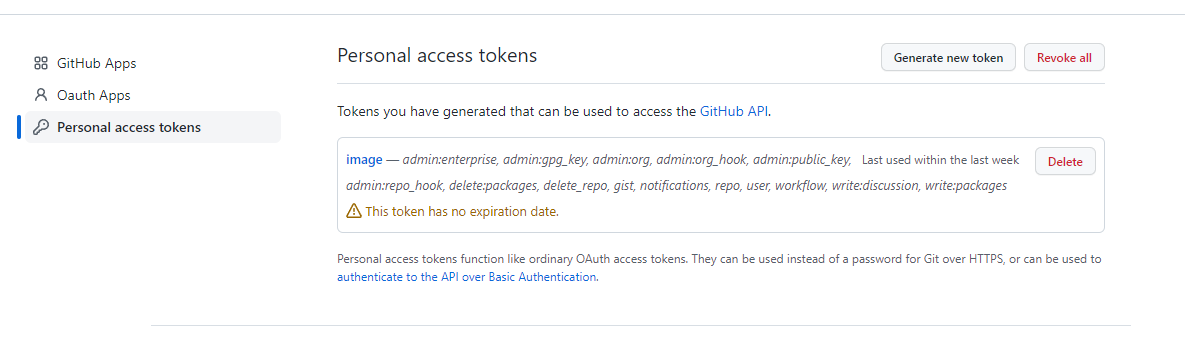 GitHub Apps
Oauth Apps
Personal access tokens
Personal access tokens
Generate new token
Revoke all
Tokens you have generated that can be used to access the GitHub API.
image — admin:enterprise, admin:gpg_key, admin:org, admin:org_hook, admin:public_key, Last used within the last week
Delete
admin:repo_hook, delete:packages, delete_repo, gist, notifications, repo, user, workflow, write:discussion, write:packages
This token has no expiration date.
Personal access tokens function like ordinary OAuth access tokens. They can be used instead of a password for Git over HTTPS, or can be used to
authenticate to the API over Basic Authentication.